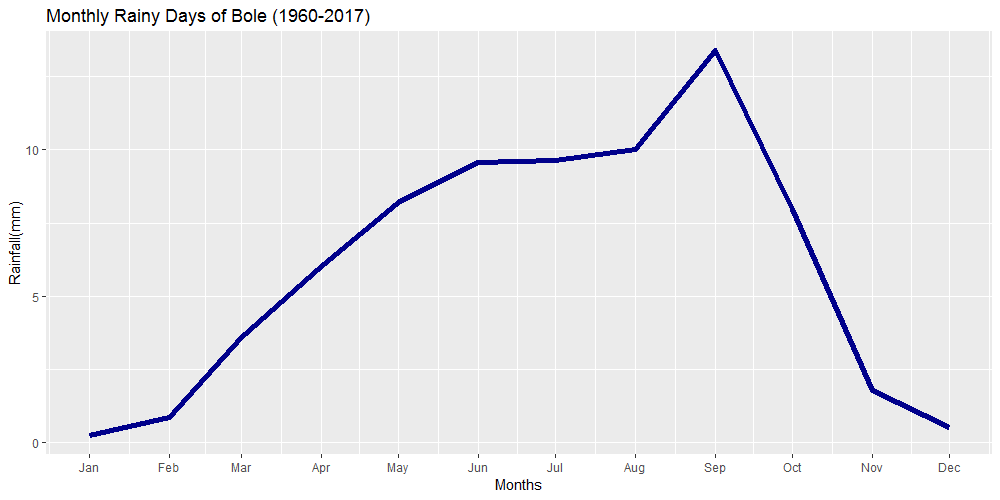 Monthly Rainy Days of Bole (1960-2017)
Rainfall(mm)
10
5
0
Jan Feb Mar Apr May Jun Jul Aug Sep Oct Nov Dec
Months